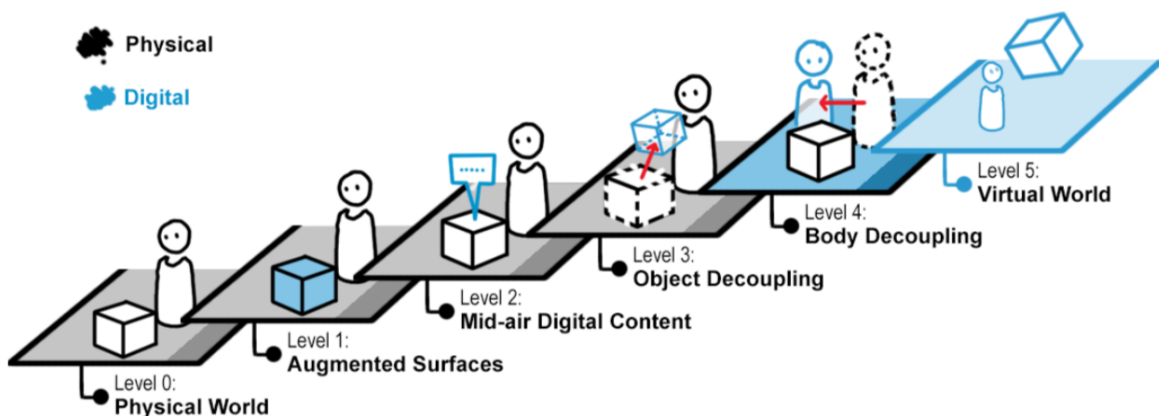 Physical
Digital
.....
Level 0:
Physical World
Level 1:
Augmented Surfaces
Level 2:
Mid-air Digital Content
Level 3:
Object Decoupling
Level 4:
Body Decoupling
Level 5:
Virtual World